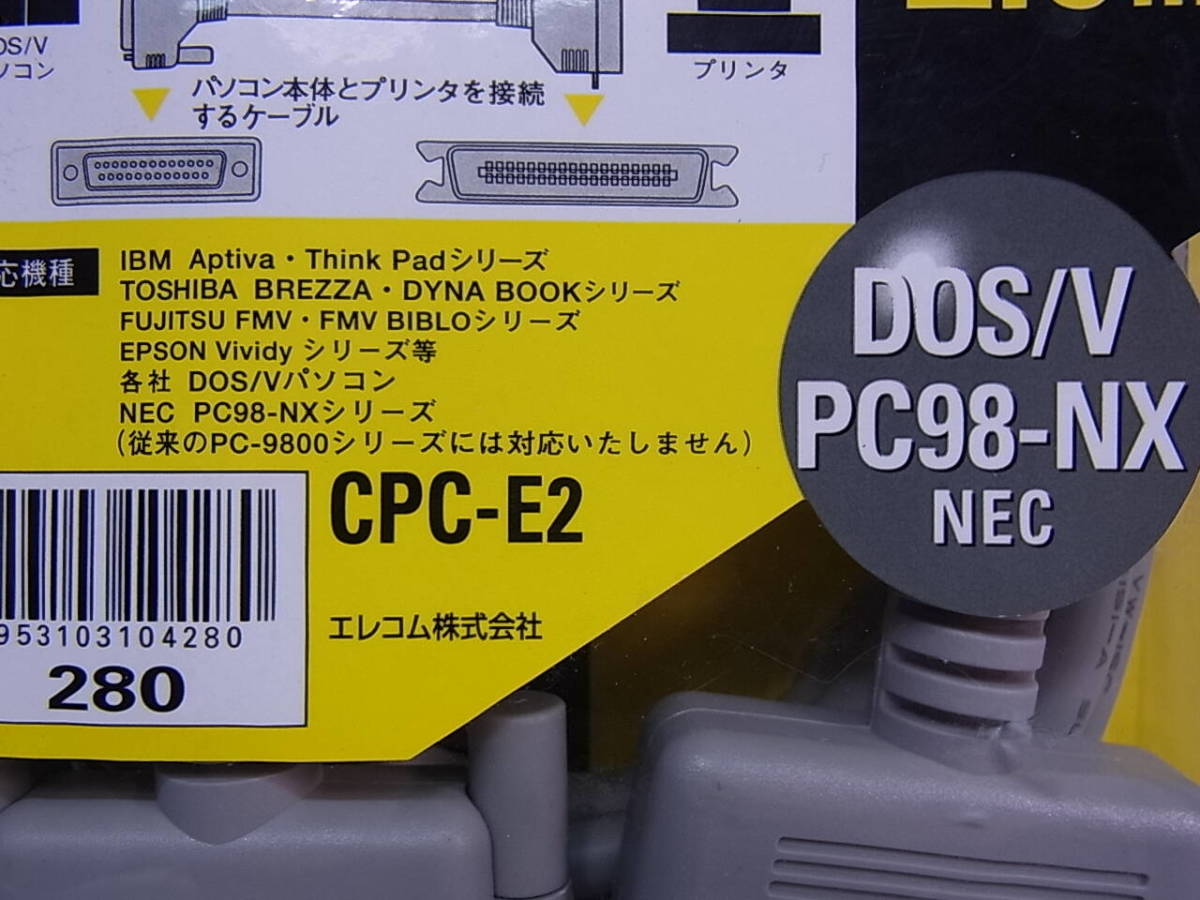 DOS/V
ソコン
プリンタ
パソコン本体とプリンタを接続
するケーブル
応機種
IBM Aptiva・Think Padシリーズ
TOSHIBA BREZZA・DYNA BOOKシリーズ
FUJITSU FMV・FMV BIBLOシリーズ
EPSON Vividy シリーズ等
各社 DOS/Vパソコン
NEC PC98-NXシリーズ
(従来のPC-9800シリーズには対応いたしません)
DOS/V
PC98-NX
NEC
CPC-E2
エレコム株式会社
953103104280
280